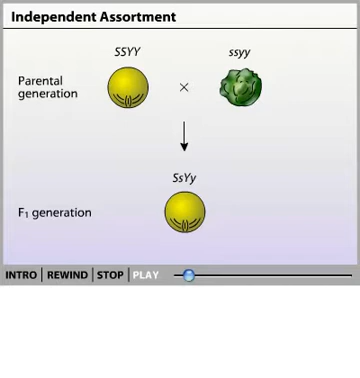 Independent Assortment
SSYY
ssyy
Parental
generation
×
SsYy
F₁ generation
INTRO | REWIND | STOP | PLAY